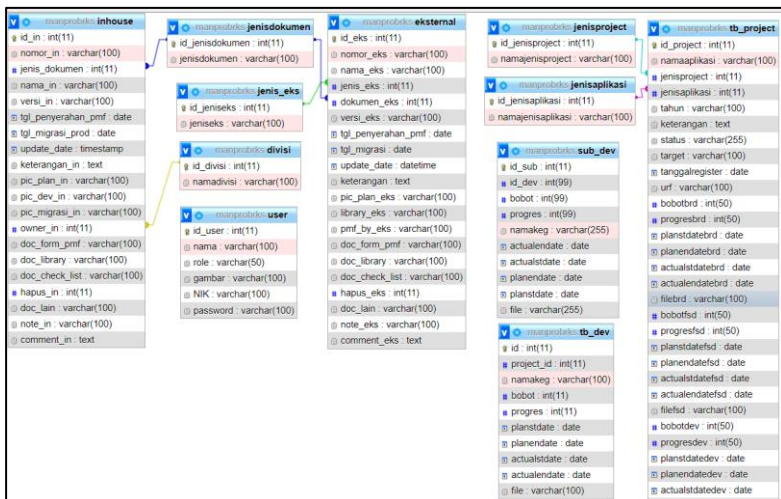 manprobrks inhouse
id_in : int(11)
nomor_in : varchar(100)
jenis_dokumen : int(11)
nama_in : varchar(100)
versi_in : varchar(100)
tgl_penyerahan_pmf : date
tgl_migrasi_prod : date
update_date : timestamp
keterangan_in : text
pic_plan_in : varchar(100)
pic_dev_in : varchar(100)
pic_migrasi_in : varchar(100)
owner_in : int(11)
doc_form_pmf : varchar(100)
doc_library : varchar(100)
doc_check_list : varchar(100)
hapus_in : int(11)
doc_lain : varchar(100)
note_in : varchar(100)
comment_in : text
manprobrks jenisdokumen
id_jenisdokumen : int(11)
jenisdokumen : varchar(100)
manprobrks jenis_eks
id_jeniseks : int(11)
jeniseks : varchar(100)
manprobrks divisi
id_divisi : int(11)
namadivisi : varchar(100)
manprobrks user
id_user : int(11)
nama : varchar(100)
role : varchar(50)
gambar : varchar(100)
NIK : varchar(100)
password : varchar(100)
manprobrks eksternal
id_eks : int(11)
nomor_eks : varchar(100)
nama_eks : varchar(100)
jenis_eks : int(11)
dokumen_eks : int(11)
versi_eks : varchar(100)
tgl_penyerahan_pmf : date
tgl_migrasi : date
update_date : datetime
keterangan : text
pic_plan_eks : varchar(100)
library_eks : varchar(100)
pmf_by_eks : varchar(100)
doc_form_pmf : varchar(100)
doc_library : varchar(100)
doc_check_list : varchar(100)
hapus_eks : int(11)
doc_lain : varchar(100)
note_eks : varchar(100)
comment_eks : text
manprobrks jenisproject
id_jenisproject : int(11)
namajenisproject : varchar(100)
manprobrks jenisaplikasi
id_jenisaplikasi : int(11)
namajenisaplikasi : varchar(100)
manprobrks sub_dev
id_sub : int(11)
id_dev : int(99)
bobot : int(99)
progres : int(99)
namakeg : varchar(255)
actualendate : date
actualstdate : date
planendate : date
planstdate : date
file : varchar(255)
manprobrks tb_dev
id : int(11)
project_id : int(11)
namakeg : varchar(100)
bobot : int(11)
progres : int(11)
planstdate : date
planendate : date
actualstdate : date
actualendate : date
file : varchar(100)
manprobrks tb_project
id_project : int(11)
namaaplikasi : varchar(100)
jenisproject : int(11)
jenisaplikasi : int(11)
tahun : varchar(100)
keterangan : text
status : varchar(255)
target : varchar(100)
tanggalregister : date
urf : varchar(100)
bobotbrd : int(50)
progresbrd : int(50)
planstdatebrd : date
planendatebrd : date
actualstdatebrd : date
actualendatebrd : date
filebrd : varchar(100)
bobotfsd : int(50)
progresfsd : int(50)
planstdatefsd : date
planendatefsd : date
actualstdatefsd : date
actualendatefsd : date
filefsd : varchar(100)
bobotdev : int(50)
progresdev : int(50)
planstdatedev : date
planendatedev : date
actualstdatedev : date